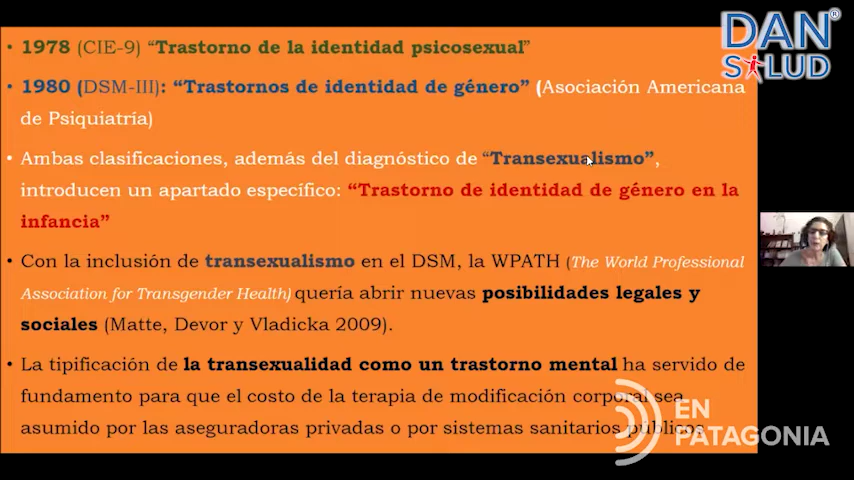 DAN®
SALUD
• 1978 (CIE-9) “Trastorno de la identidad psicosexual”
• 1980 (DSM-III): “Trastornos de identidad de género” (Asociación Americana
de Psiquiatría)
• Ambas clasificaciones, además del diagnóstico de “Transexualismo”,
introducen un apartado específico: “Trastorno de identidad de género en la
infancia”
• Con la inclusión de transexualismo en el DSM, la WPATH (The World Professional
Association for Transgender Health) quería abrir nuevas posibilidades legales y
sociales (Matte, Devor y Vladicka 2009).
• La tipificación de la transexualidad como un trastorno mental ha servido de
fundamento para que el costo de la terapia de modificación corporal sea
asumido por las aseguradoras privadas o por sistemas sanitarios públicos
EN
PATAGONIA